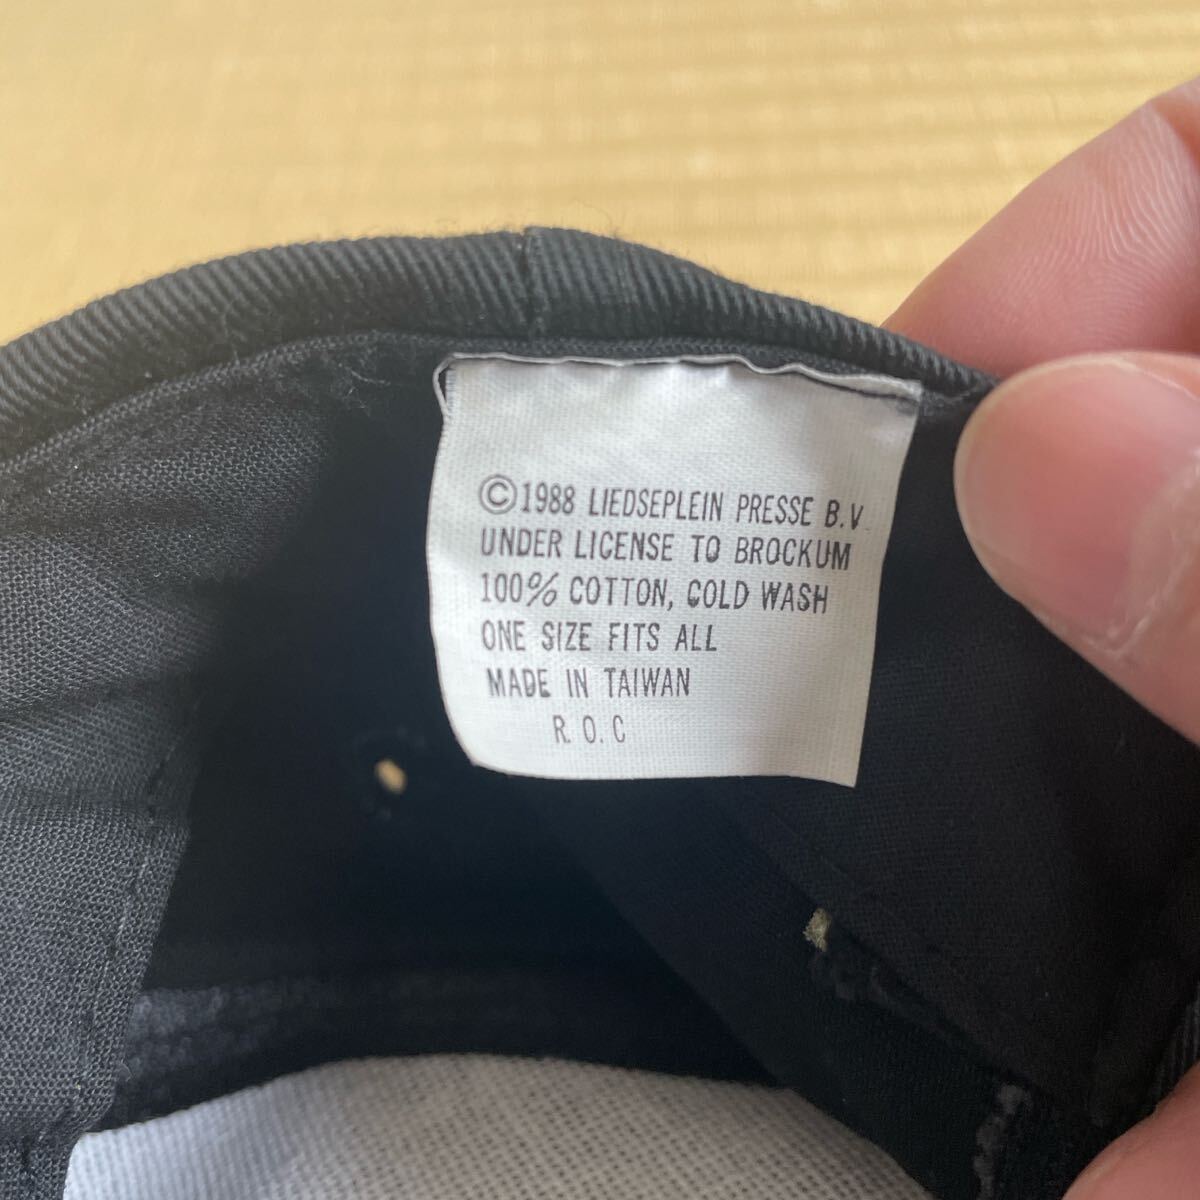 ©1988 LIEDSEPLEIN PRESSE B.V.
UNDER LICENSE TO BROCKUM
100% COTTON, COLD WASH
ONE SIZE FITS ALL
MADE IN TAIWAN
R.O.C